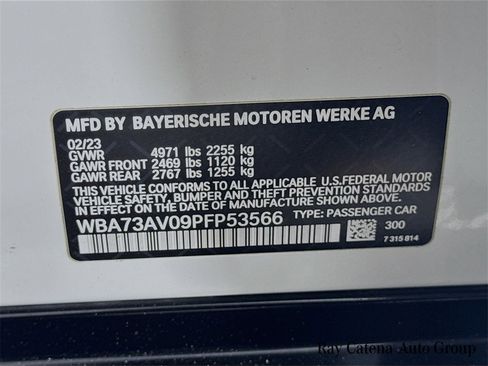 MFD BY BAYERISCHE MOTOREN WERKE AG
02/23
GVWR 4971 lbs 2255 kg
GAWR FRONT 2469 lbs 1120 kg
GAWR REAR 2767 lbs 1255 kg
THIS VEHICLE CONFORMS TO ALL APPLICABLE U.S.FEDERAL MOTOR
VEHICLE SAFETY, BUMPER, AND THEFT PREVENTION STANDARDS IN
EFFECT ON THE DATE OF MANUFACTURE SHOWN ABOVE.
WBA73AV09PFP53566 TYPE: PASSENGER CAR
300
7 315 814
Ray Catena Auto Group